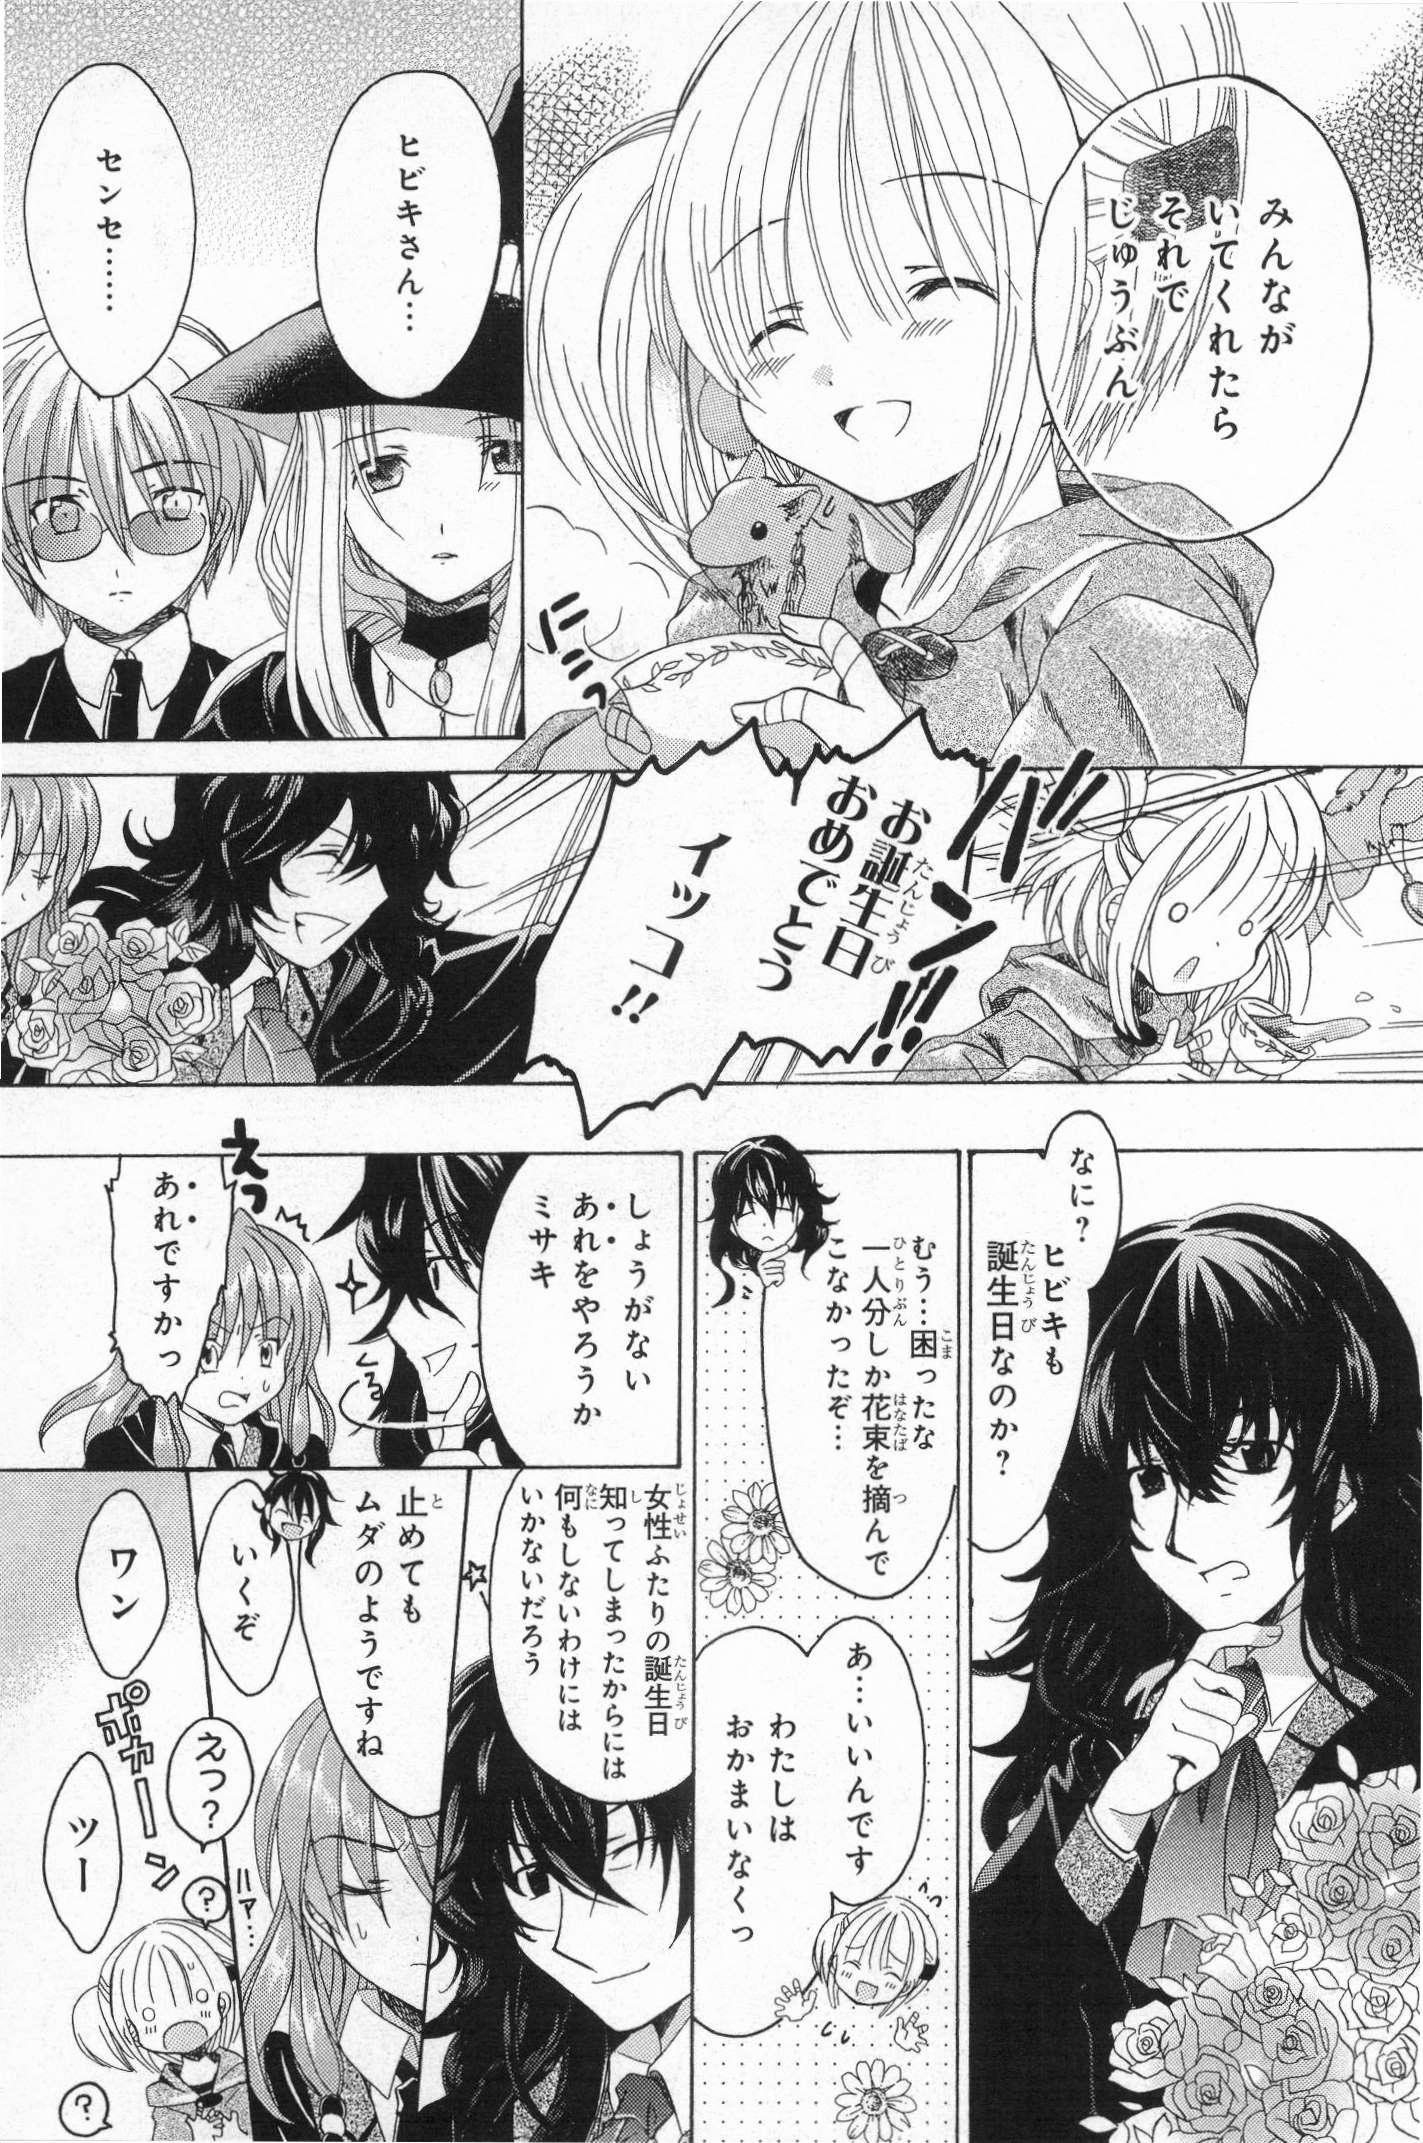 みんなが
いてくれたら
それで
じゅうぶん
にこっ
ヒビキさん…
センセ……
バンッ!!
お誕生日
おめでとう
イツコ!!
なに?
ヒビキも
誕生日なのか?
むう…困ったな
一人分しか花束を摘んで
こなかったぞ…
あ…いいんです
わたしは
おかまいなくっ
しょうがない
あれをやろうか
ミサキ
くるっ
えっ
あれですかっ
女性ふたりの誕生日
知ってしまったからには
何もしないわけには
いかないだろう
止めても
ムダのようですね
ハァ…
いくぞ
えっ?
?
ワン
ツー
ポカーン
?